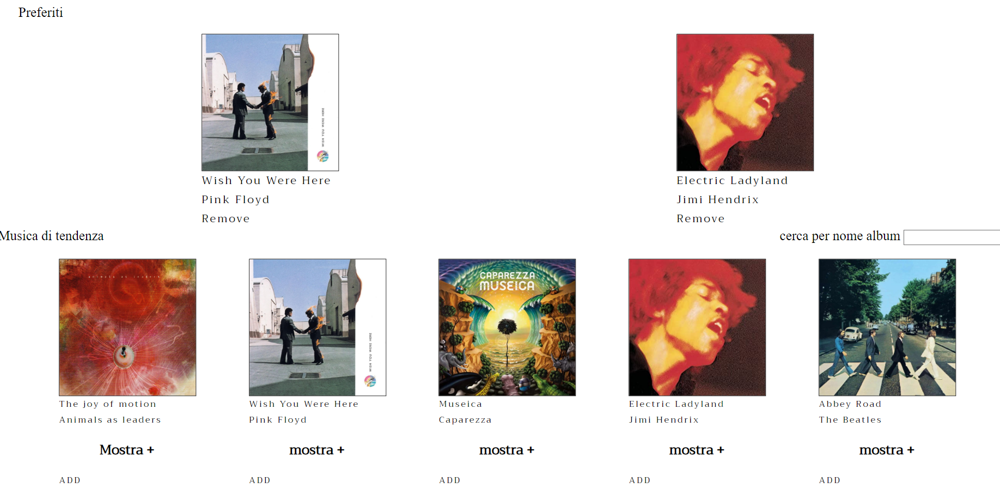 Preferiti
WISH YOU WERE HERE
Wish You Were Here
Pink Floyd
Remove
Electric Ladyland
Jimi Hendrix
Remove
Musica di tendenza
cerca per nome album
animals as leaders
The joy of motion
Animals as leaders
Mostra +
ADD
WISH YOU WERE HERE
Wish You Were Here
Pink Floyd
mostra +
ADD
CAPAREZZA
MUSEICA
Museica
Caparezza
mostra +
ADD
Electric Ladyland
Jimi Hendrix
mostra +
ADD
Abbey Road
The Beatles
mostra +
ADD